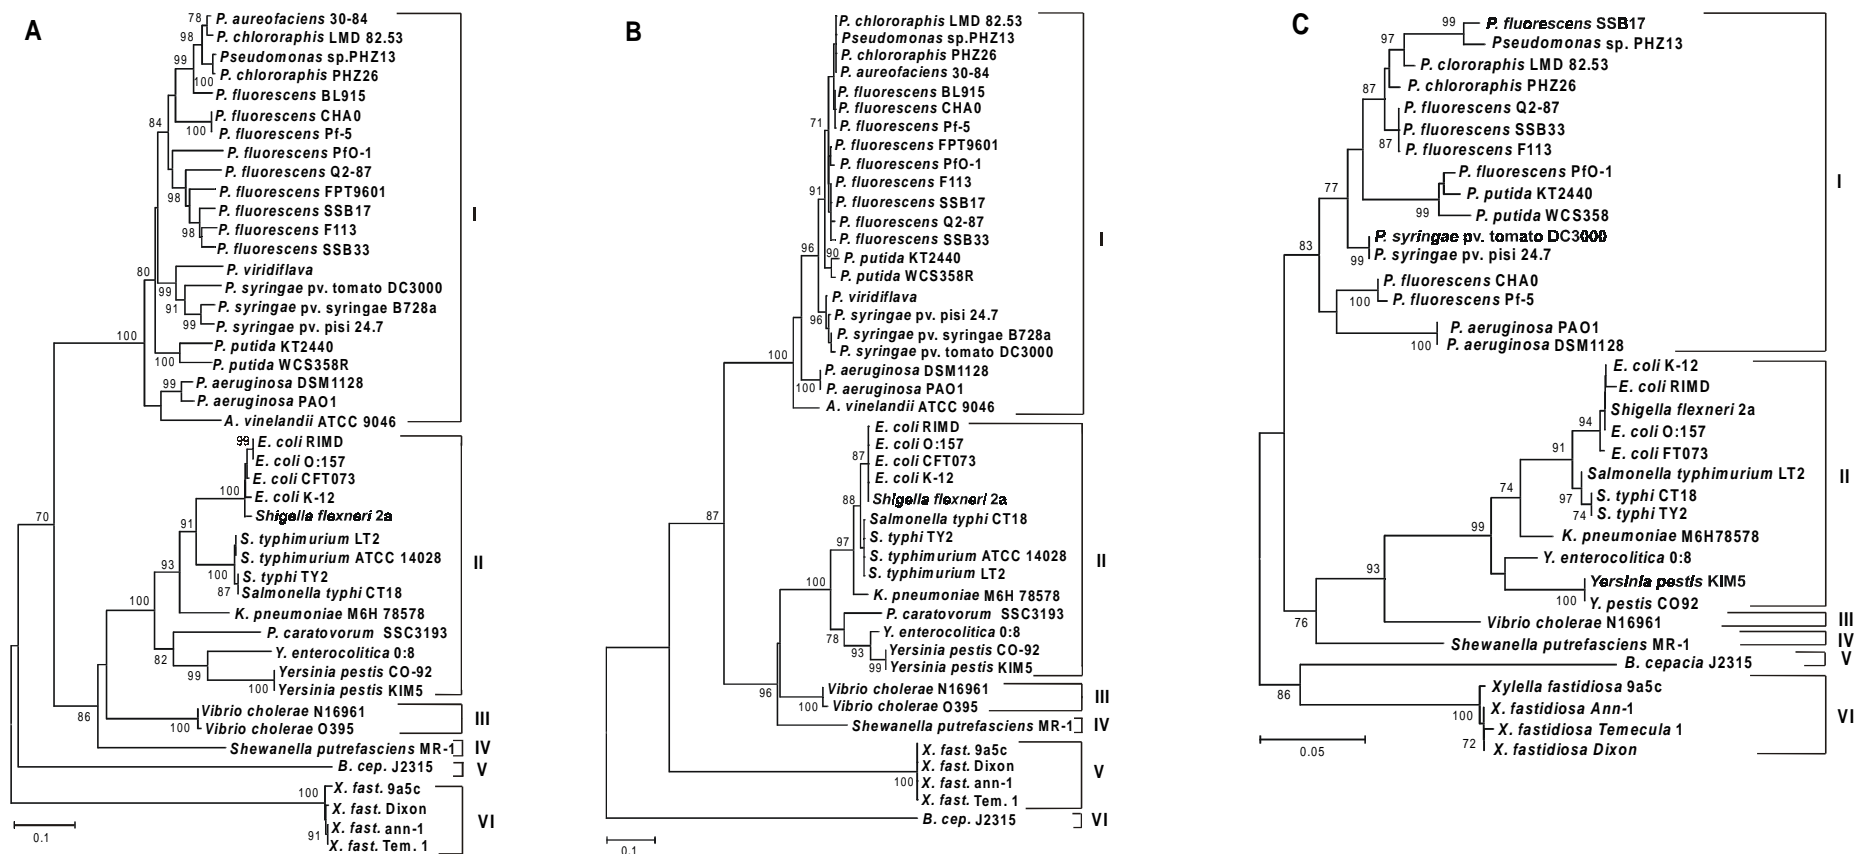 A
78
P. aureofaciens 30-84
98
P. chlororaphis LMD 82.53
99
Pseudomonas sp.PHZ13
100
P. chlororaphis PHZ26
P. fluorescens BL915
84
P. fluorescens CHA0
100
P. fluorescens Pf-5
P. fluorescens PfO-1
P. fluorescens Q2-87
98
P. fluorescens FPT9601
P. fluorescens SSB17
I
98
P. fluorescens F113
P. fluorescens SSB33
80
P. viridiflava
99
P. syringae pv. tomato DC3000
91
P. syringae pv. syringae B728a
99
P. syringae pv. pisi 24.7
100
P. putida KT2440
100
P. putida WCS358R
99
P. aeruginosa DSM1128
P. aeruginosa PAO1
A. vinelandii ATCC 9046
99
E. coli RIMD
E. coli O:157
E. coli CFT073
100
E. coli K-12
70
91
Shigella flexneri 2a
S. typhimurium LT2
S. typhimurium ATCC 14028
II
93
100
S. typhi TY2
87
Salmonella typhi CT18
100
K. pneumoniae M6H 78578
P. caratovorum SSC3193
82
Y. enterocolitica 0:8
99
Yersinia pestis CO-92
100
Yersinia pestis KIM5
86
Vibrio cholerae N16961
III
100
Vibrio cholerae O395
Shewanella putrefasciens MR-1
IV
B. cep. J2315
V
100
X. fast. 9a5c
X. fast. Dixon
VI
91
X. fast. ann-1
X. fast. Tem. 1
0.1
B
P. chlororaphis LMD 82.53
Pseudomonas sp.PHZ13
P. chlororaphis PHZ26
P. aureofaciens 30-84
P. fluorescens BL915
P. fluorescens CHA0
71
P. fluorescens Pf-5
P. fluorescens FPT9601
P. fluorescens PfO-1
91
P. fluorescens F113
P. fluorescens SSB17
P. fluorescens Q2-87
I
P. fluorescens SSB33
96
90
P. putida KT2440
P. putida WCS358R
P. viridiflava
96
P. syringae pv. pisi 24.7
P. syringae pv. syringae B728a
100
P. syringae pv. tomato DC3000
P. aeruginosa DSM1128
100
P. aeruginosa PAO1
A. vinelandii ATCC 9046
E. coli RIMD
E. coli O:157
87
E. coli CFT073
E. coli K-12
88
Shigella flexneri 2a
87
Salmonella typhi CT18
97
S. typhi TY2
S. typhimurium ATCC 14028
II
S. typhimurium LT2
100
K. pneumoniae M6H 78578
P. caratovorum SSC3193
78
Y. enterocolitica 0:8
93
Yersinia pestis CO-92
99
Yersinia pestis KIM5
96
Vibrio cholerae N16961
III
100
Vibrio cholerae O395
Shewanella putrefasciens MR-1
IV
X. fast. 9a5c
X. fast. Dixon
V
100
X. fast. ann-1
X. fast. Tem. 1
B. cep. J2315
VI
0.1
C
99
P. fluorescens SSB17
97
Pseudomonas sp. PHZ13
P. clororaphis LMD 82.53
87
P. chlororaphis PHZ26
P. fluorescens Q2-87
P. fluorescens SSB33
87
P. fluorescens F113
P. fluorescens PfO-1
I
77
P. putida KT2440
99
P. putida WCS358
P. syringae pv. tomato DC3000
83
99
P. syringae pv. pisi 24.7
P. fluorescens CHA0
100
P. fluorescens Pf-5
P. aeruginosa PAO1
100
P. aeruginosa DSM1128
E. coli K-12
E. coli RIMD
Shigella flexneri 2a
94
E. coli O:157
91
E. coli FT073
Salmonella typhimurium LT2
II
97
S. typhi CT18
74
74
S. typhi TY2
99
K. pneumoniae M6H78578
Y. enterocolitica 0:8
93
Yersinia pestis KIM5
100
Y. pestis CO92
76
Vibrio cholerae N16961
III
Shewanella putrefasciens MR-1
IV
B. cepacia J2315
V
86
Xylella fastidiosa 9a5c
100
X. fastidiosa Ann-1
VI
X. fastidiosa Temecula 1
72
X. fastidiosa Dixon
0.05